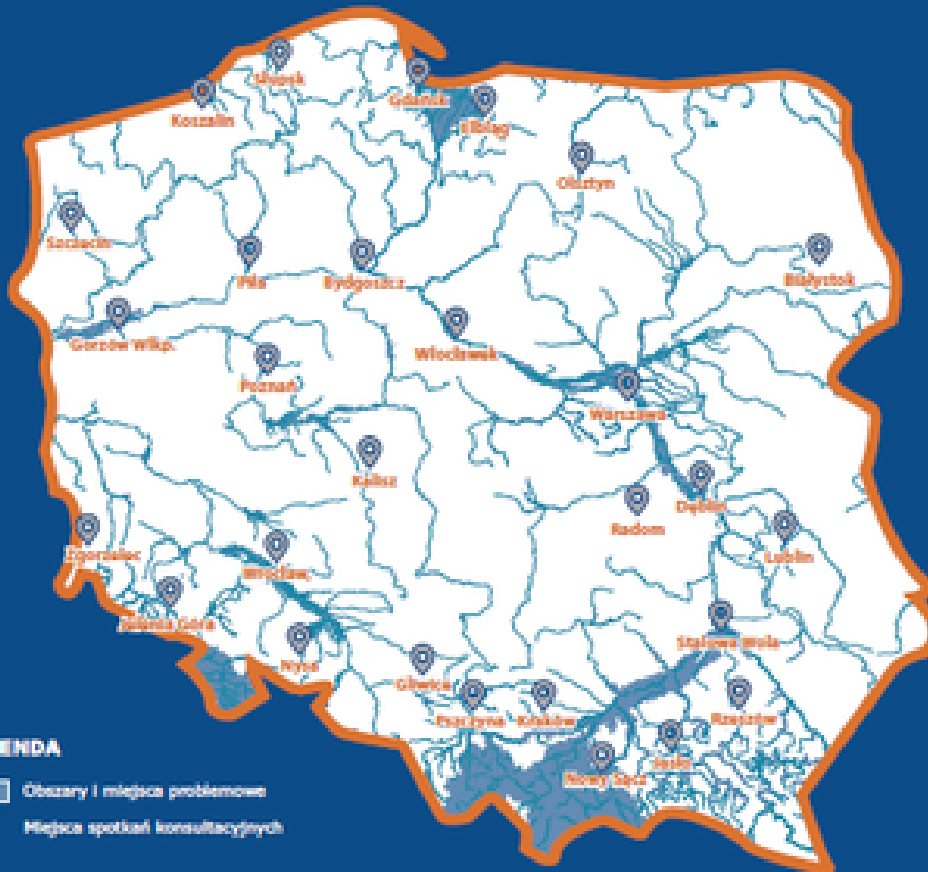 Słupsk
Gdańsk
Koszalin
Elbląg
Olsztyn
Szczecin
Piła
Bydgoszcz
Białystok
Gorzów Wlkp.
Włocławek
Poznań
Warszawa
Kalisz
Dęblin
Radom
Zgorzelec
Wrocław
Lublin
Jelenia Góra
Stalowa Wola
Nysa
Gliwice
Pszczyna
Kraków
Rzeszów
Jasło
Nowy Sącz
ENDA
Obszary i miejsca problemowe
Miejsca spotkań konsultacyjnych